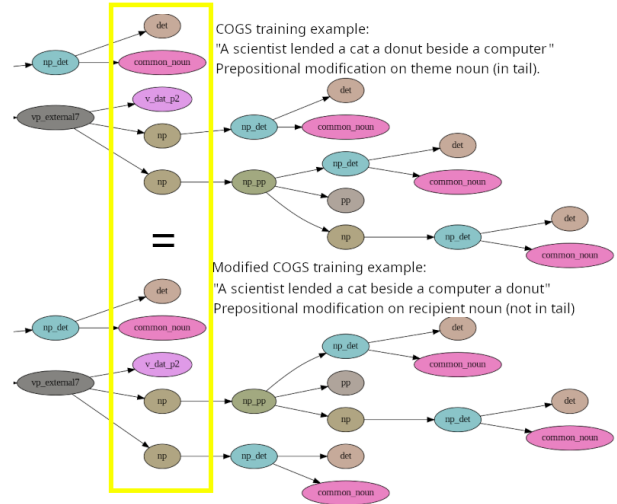 det
COGS training example:
"A scientist lended a cat a donut beside a computer"
np_det
common_noun
Prepositional modification on theme noun (in tail).
det
v_dat_p2
vp_external7
np
np_det
common_noun
det
np_det
np
np_pp
common_noun
pp
det
np
np_det
=
common_noun
Modified COGS training example:
det
"A scientist lended a cat beside a computer a donut"
Prepositional modification on recipient noun (not in tail)
np_det
common_noun
det
np_det
v_dat_p2
common_noun
vp_external7
pp
np
np_pp
det
np
np_det
common_noun
np
np_det
det
common_noun